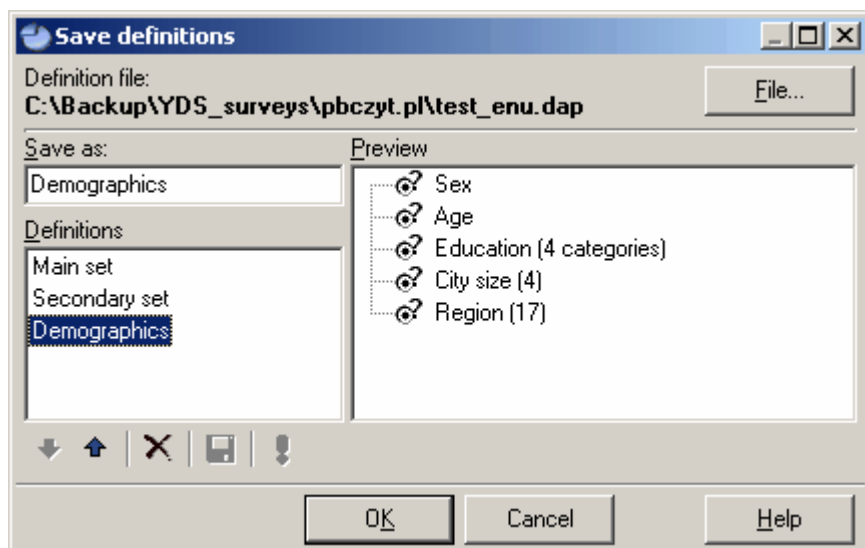 Save definitions
Definition file:
C:\Backup\YDS_surveys\pbczyt.pl\test_enu.dap
File...
Save as:
Demographics
Definitions
Main set
Secondary set
Demographics
Preview
Sex
Age
Education (4 categories)
City size (4)
Region (17)
OK
Cancel
Help